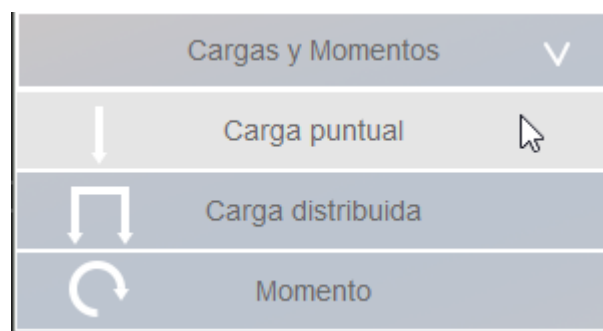 Cargas y Momentos
Carga puntual
Carga distribuida
Momento